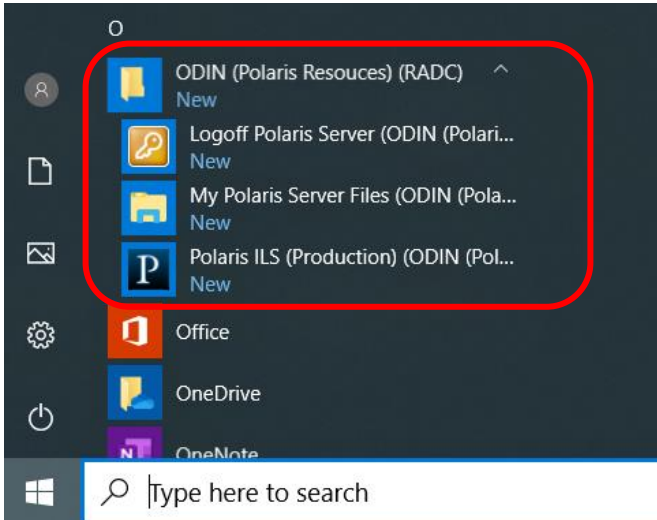 O
ODIN (Polaris Resouces) (RADC)
New
Logoff Polaris Server (ODIN (Polari...
New
My Polaris Server Files (ODIN (Pola...
New
P
Polaris ILS (Production) (ODIN (Pol...
New
Office
OneDrive
N
OneNote
Type here to search